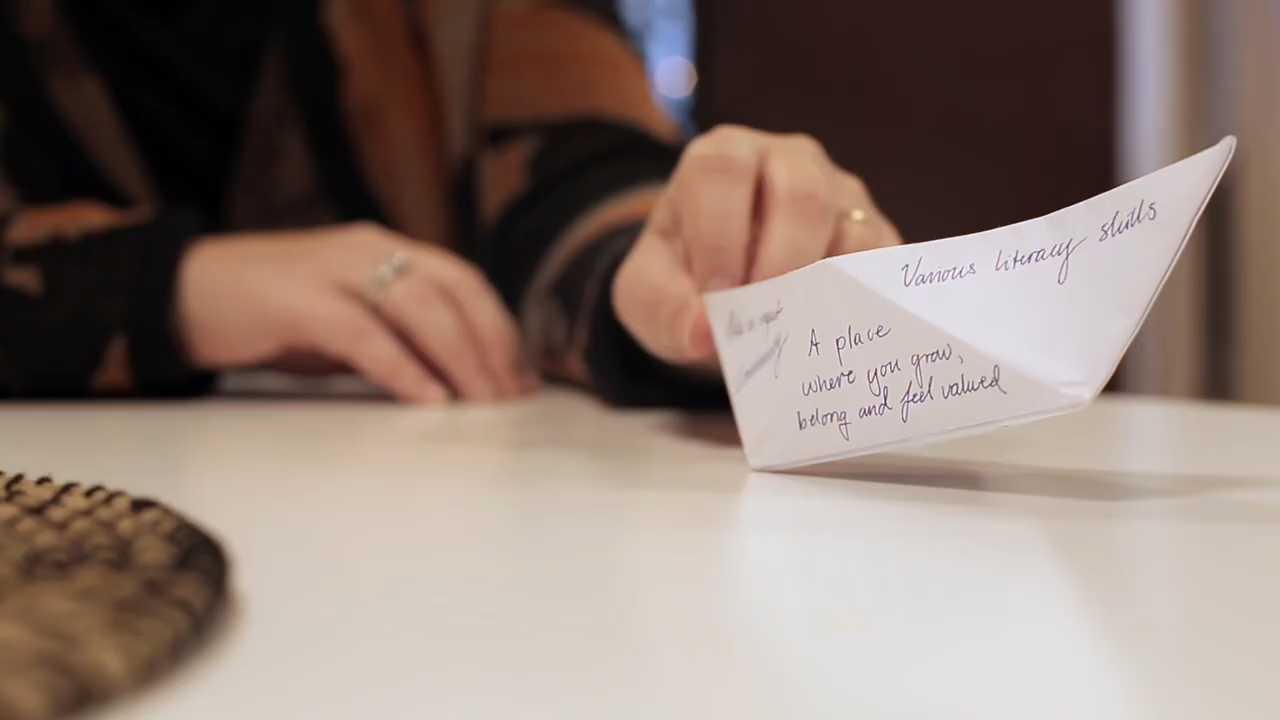 Various literacy skills
A place
where you grow,
belong and feel valued